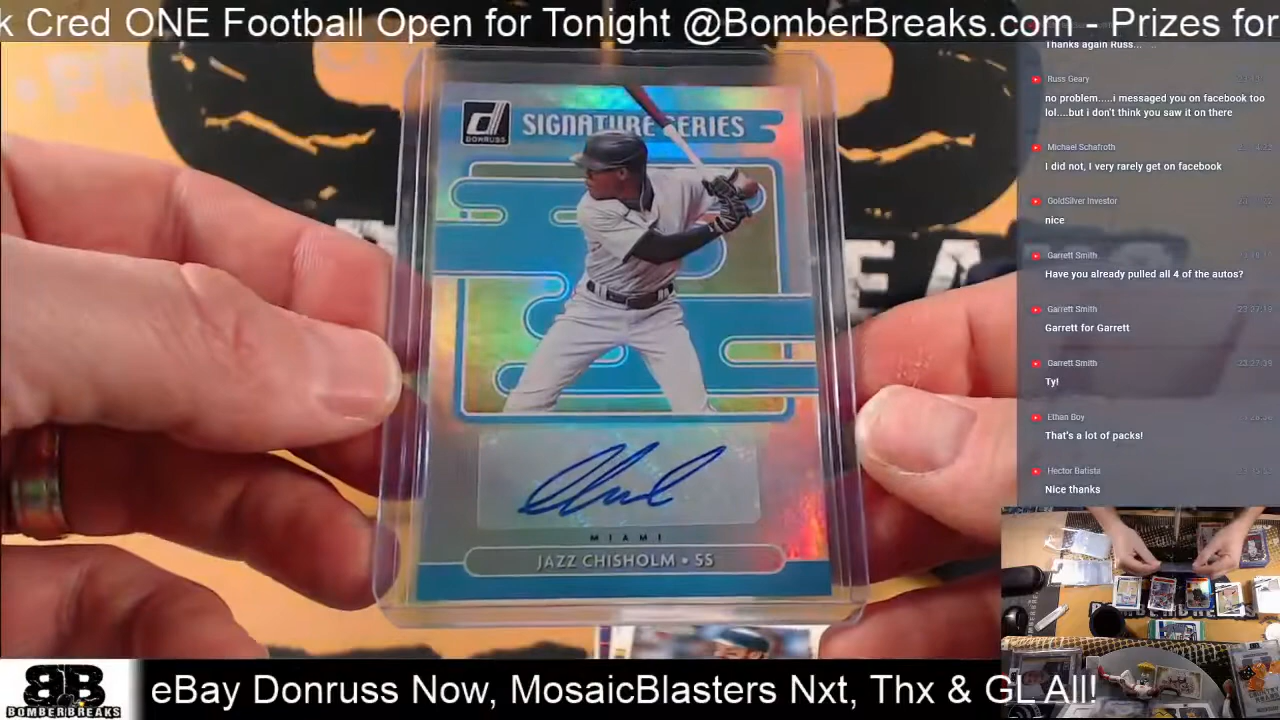 k Cred ONE Football Open for Tonight @BomberBreaks.com - Prizes for
DONRUSS
SIGNATURE SERIES
MIAMI
JAZZ CHISHOLM • SS
Thanks again Russ...
Russ Geary
no problem.....i messaged you on facebook too
lol....but i don't think you saw it on there
Michael Schafroth
I did not, I very rarely get on facebook
GoldSilver Investor
nice
Garrett Smith
Have you already pulled all 4 of the autos?
Garrett Smith
Garrett for Garrett
Garrett Smith
Ty!
Ethan Boy
That's a lot of packs!
Hector Batista
Nice thanks
BOMBERBREAKS
eBay Donruss Now, MosaicBlasters Nxt, Thx & GL All!